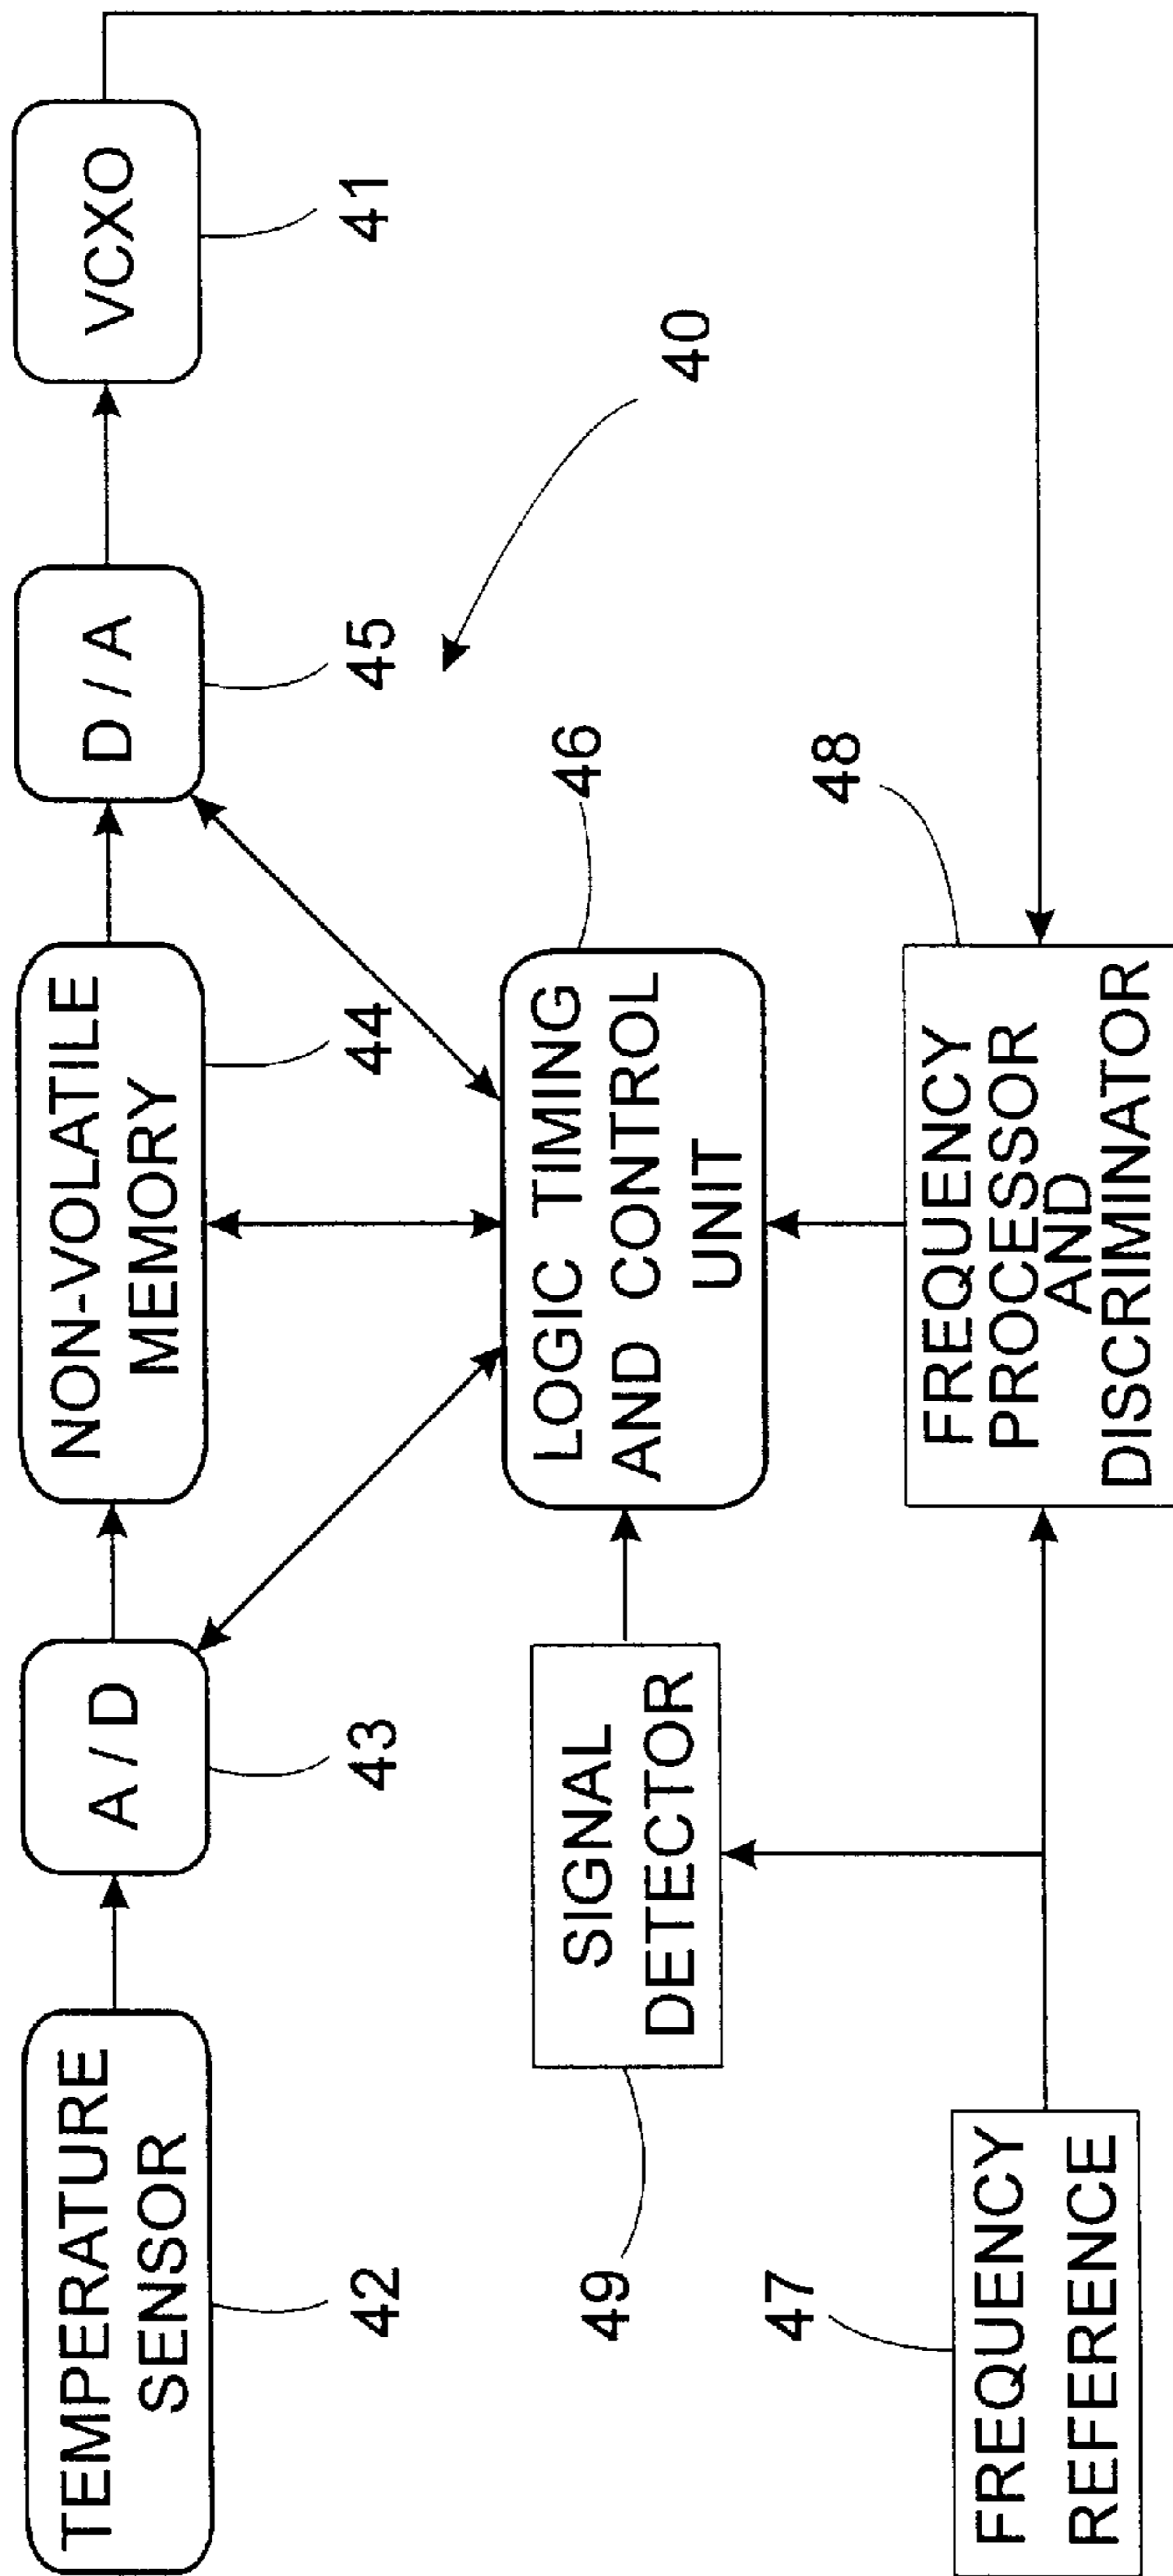 TEMPERATURE
SENSOR
42
A / D
43
NON-VOLATILE
MEMORY
44
D / A
45
VCXO
41
40
SIGNAL
DETECTOR
49
LOGIC TIMING
AND CONTROL
UNIT
46
FREQUENCY
REFERENCE
47
FREQUENCY
PROCESSOR
AND
DISCRIMINATOR
48